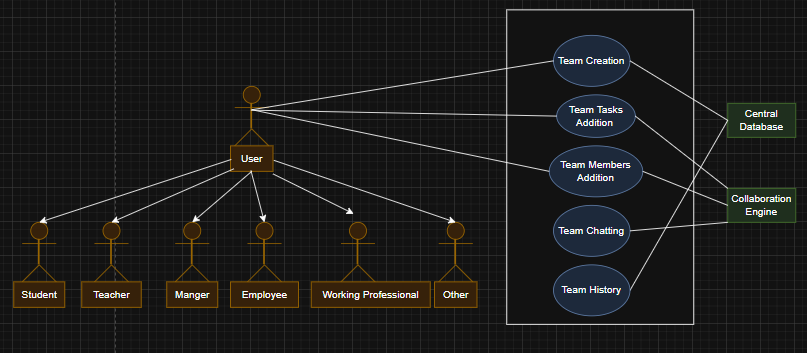 Team Creation
Team Tasks
Addition
Central
Database
User
Team Members
Addition
Collaboration
Engine
Team Chatting
Student
Teacher
Manger
Employee
Working Professional
Other
Team History